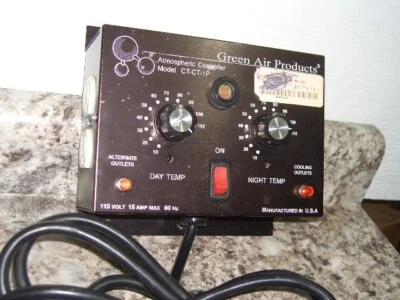 Green Air Products
Atmospheric Controller
Model CT-CT-1P
ALTERNATE
OUTLETS
DAY TEMP
ON
NIGHT TEMP
COOLING
OUTLETS
115 VOLT 15 AMP MAX 60 Hz
MANUFACTURED IN U.S.A